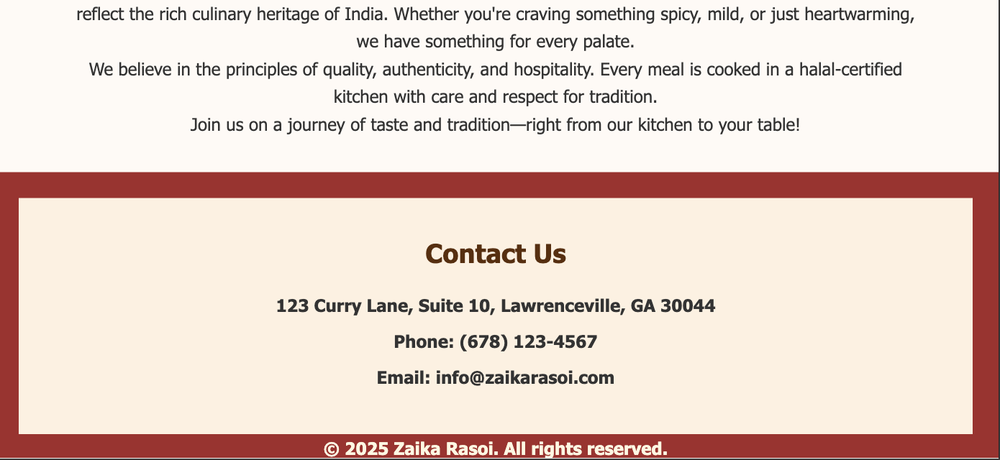 reflect the rich culinary heritage of India. Whether you're craving something spicy, mild, or just heartwarming,
we have something for every palate.
We believe in the principles of quality, authenticity, and hospitality. Every meal is cooked in a halal-certified
kitchen with care and respect for tradition.
Join us on a journey of taste and tradition—right from our kitchen to your table!
Contact Us
123 Curry Lane, Suite 10, Lawrenceville, GA 30044
Phone: (678) 123-4567
Email: info@zaikarasoi.com
© 2025 Zaika Rasoi. All rights reserved.